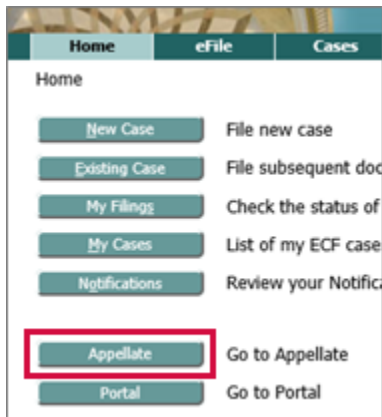 Home eFile Cases
Home
New Case File new case
Existing Case File subsequent doc
My Filings Check the status of
My Cases List of my ECF case
Notifications Review your Notific
Appellate Go to Appellate
Portal Go to Portal